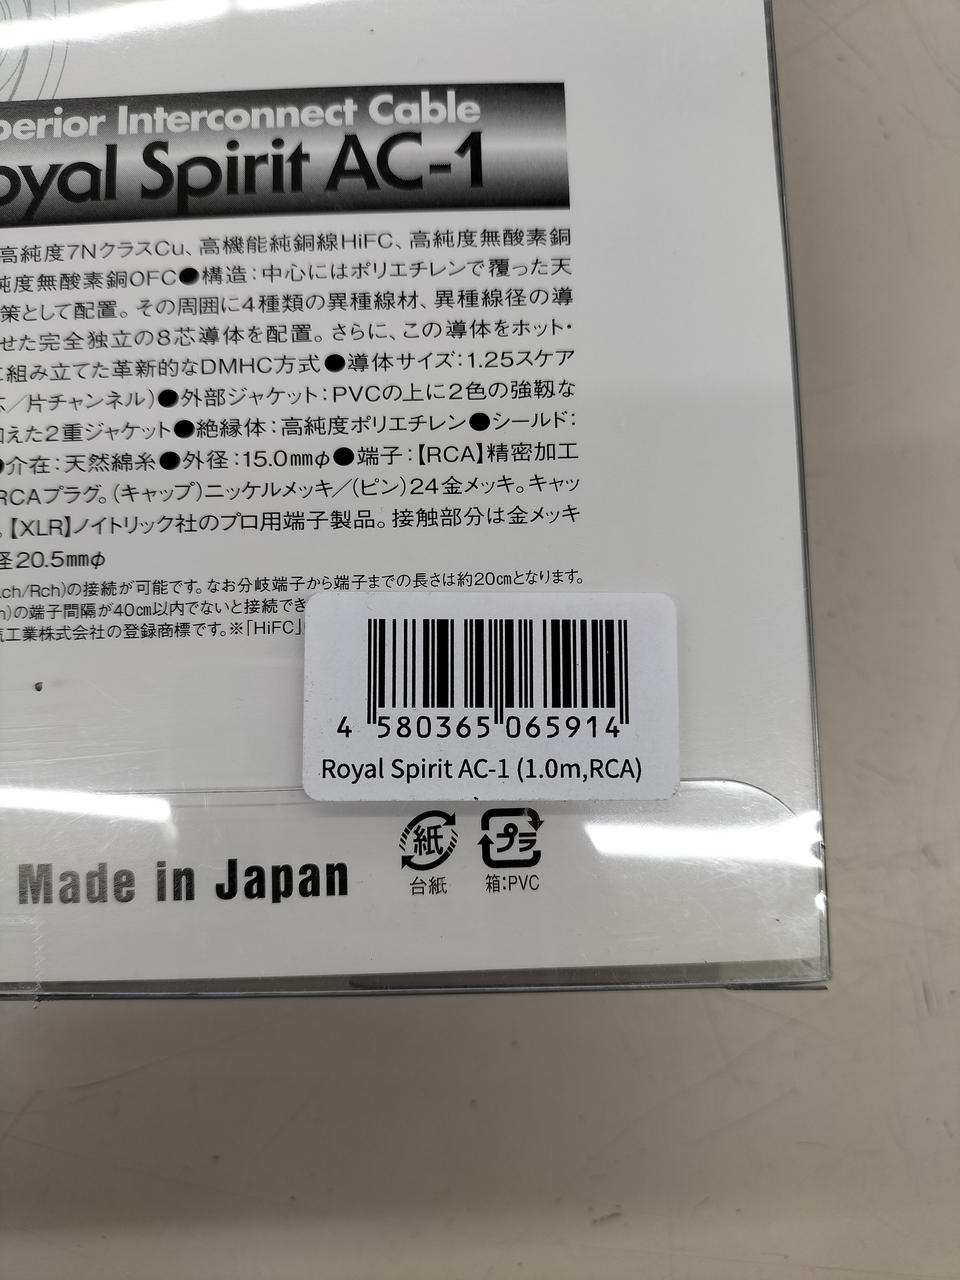 perior Interconnect Cable
oyal Spirit AC-1
高純度7NクラスCu、高機能純銅線HiFC、高純度無酸素銅
純度無酸素銅OFC●構造：中心にはポリエチレンで覆った天
策として配置。その周囲に4種類の異種線材、異種線径の導
せた完全独立の8芯導体を配置。さらに、この導体をホット・
に組み立てた革新的なDMHC方式●導体サイズ：1.25スケア
芯／片チャンネル）●外部ジャケット：PVCの上に2色の強靱な
加えた2重ジャケット●絶縁体：高純度ポリエチレン●シールド：
●介在：天然綿糸●外径：15.0mmφ●端子：【RCA】精密加工
RCAプラグ。（キャップ）ニッケルメッキ／（ピン）24金メッキ。キャッ
。【XLR】ノイトリック社のプロ用端子製品。接触部分は金メッキ
径20.5mmφ
.ch/Rch)の接続が可能です。なお分岐端子から端子までの長さは約20cmとなります。
h)の端子間隔が40cm以内でないと接続でき
気工業株式会社の登録商標です。※「HiFC」
4 580365 065914
Royal Spirit AC-1 (1.0m,RCA)
紙 プラ
台紙 箱:PVC
Made in Japan